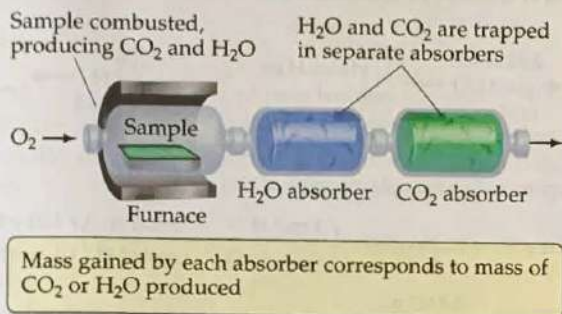 Sample combusted,
producing CO₂ and H₂O
H₂O and CO₂ are trapped
in separate absorbers
O₂
Sample
H₂O absorber
CO₂ absorber
Furnace
Mass gained by each absorber corresponds to mass of
CO₂ or H₂O produced